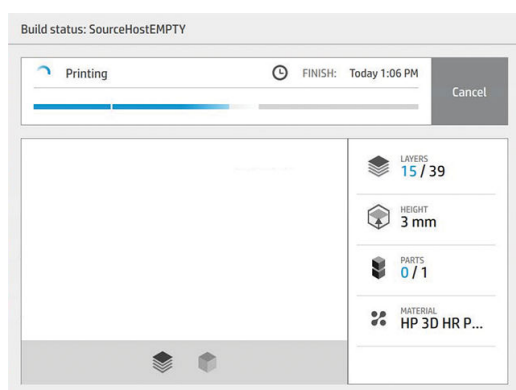 Build status: SourceHostEMPTY
Printing
FINISH: Today 1:06 PM
Cancel
LAYERS
15 / 39
HEIGHT
3 mm
PARTS
0 / 1
MATERIAL
HP 3D HR P...